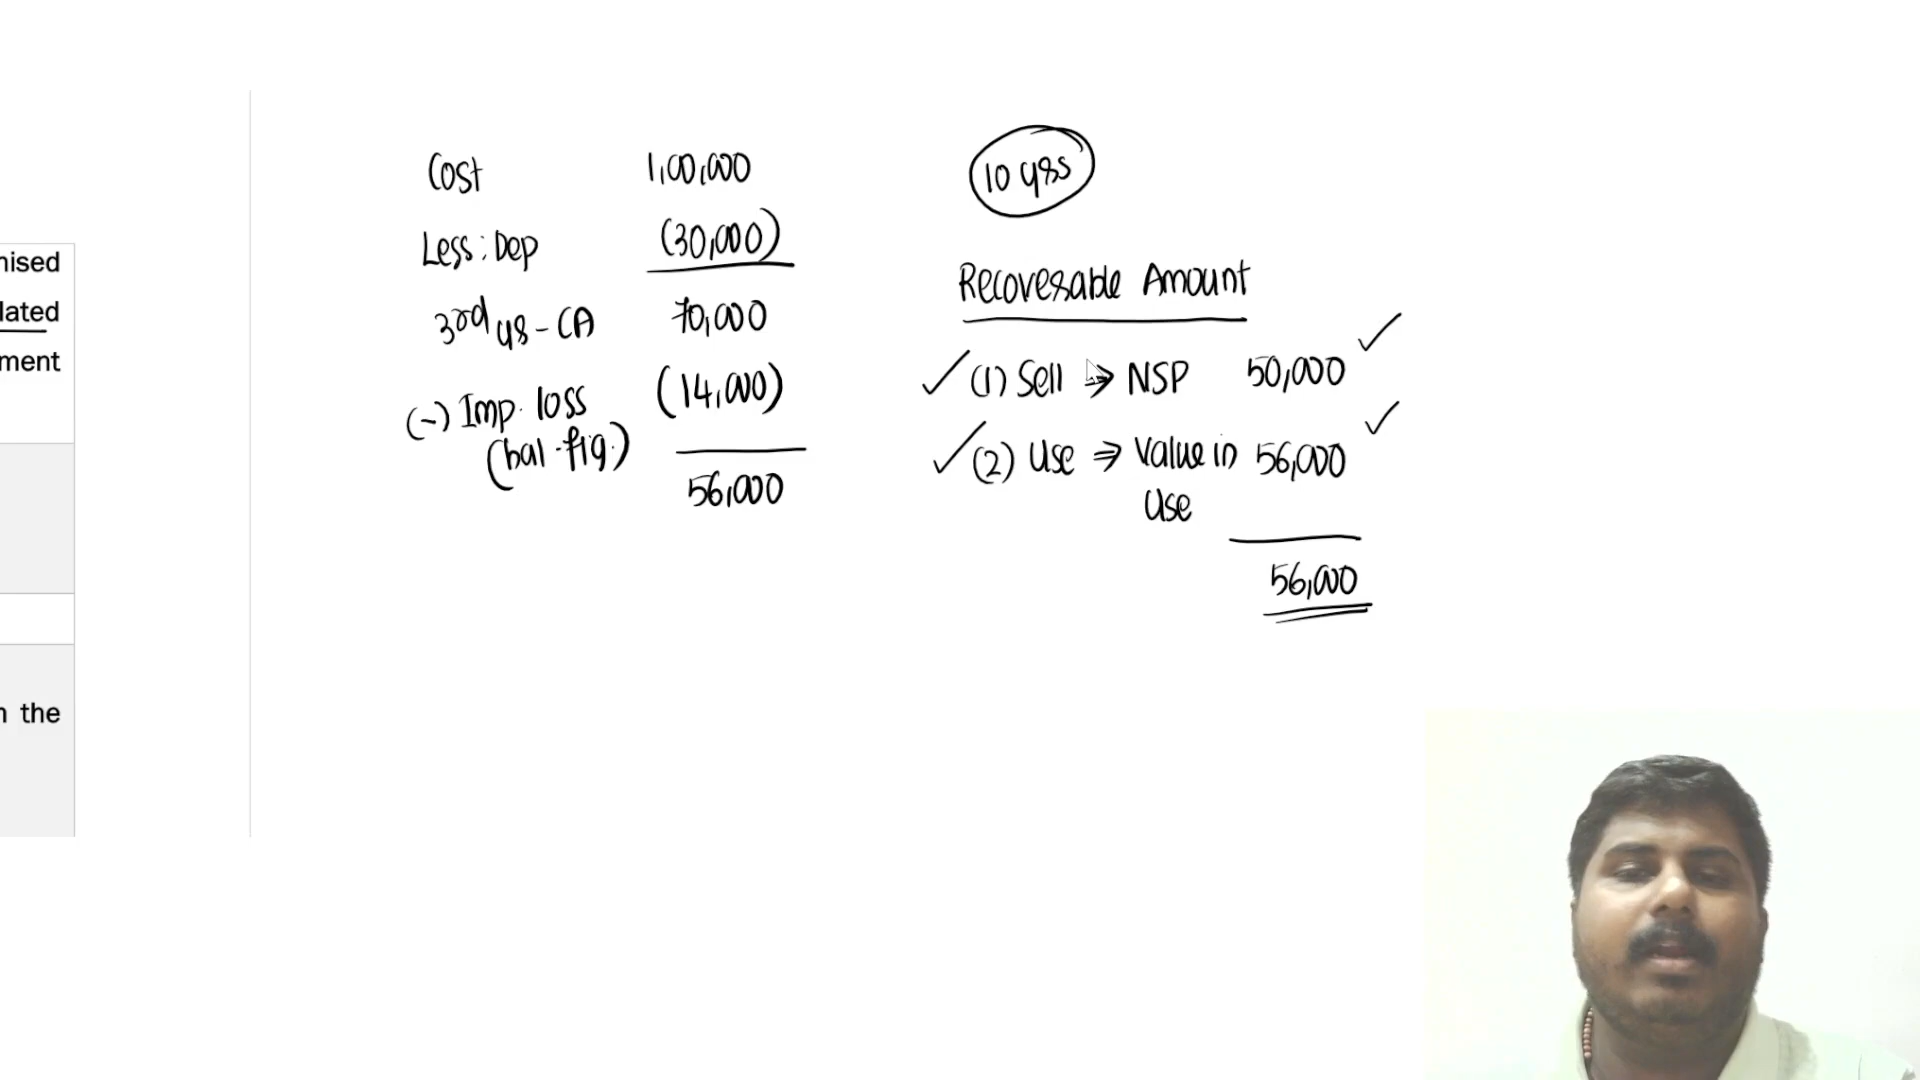 nised
lated
ment
n the
Cost 1,00,000
Less: Dep (30,000)
3rd yr - CA 70,000
(-) Imp. loss (14,000)
(bal. fig.)
56,000
10 yrs
Recoverable Amount
(1) Sell ⇒ NSP 50,000
(2) Use ⇒ Value in 56,000
Use
56,000